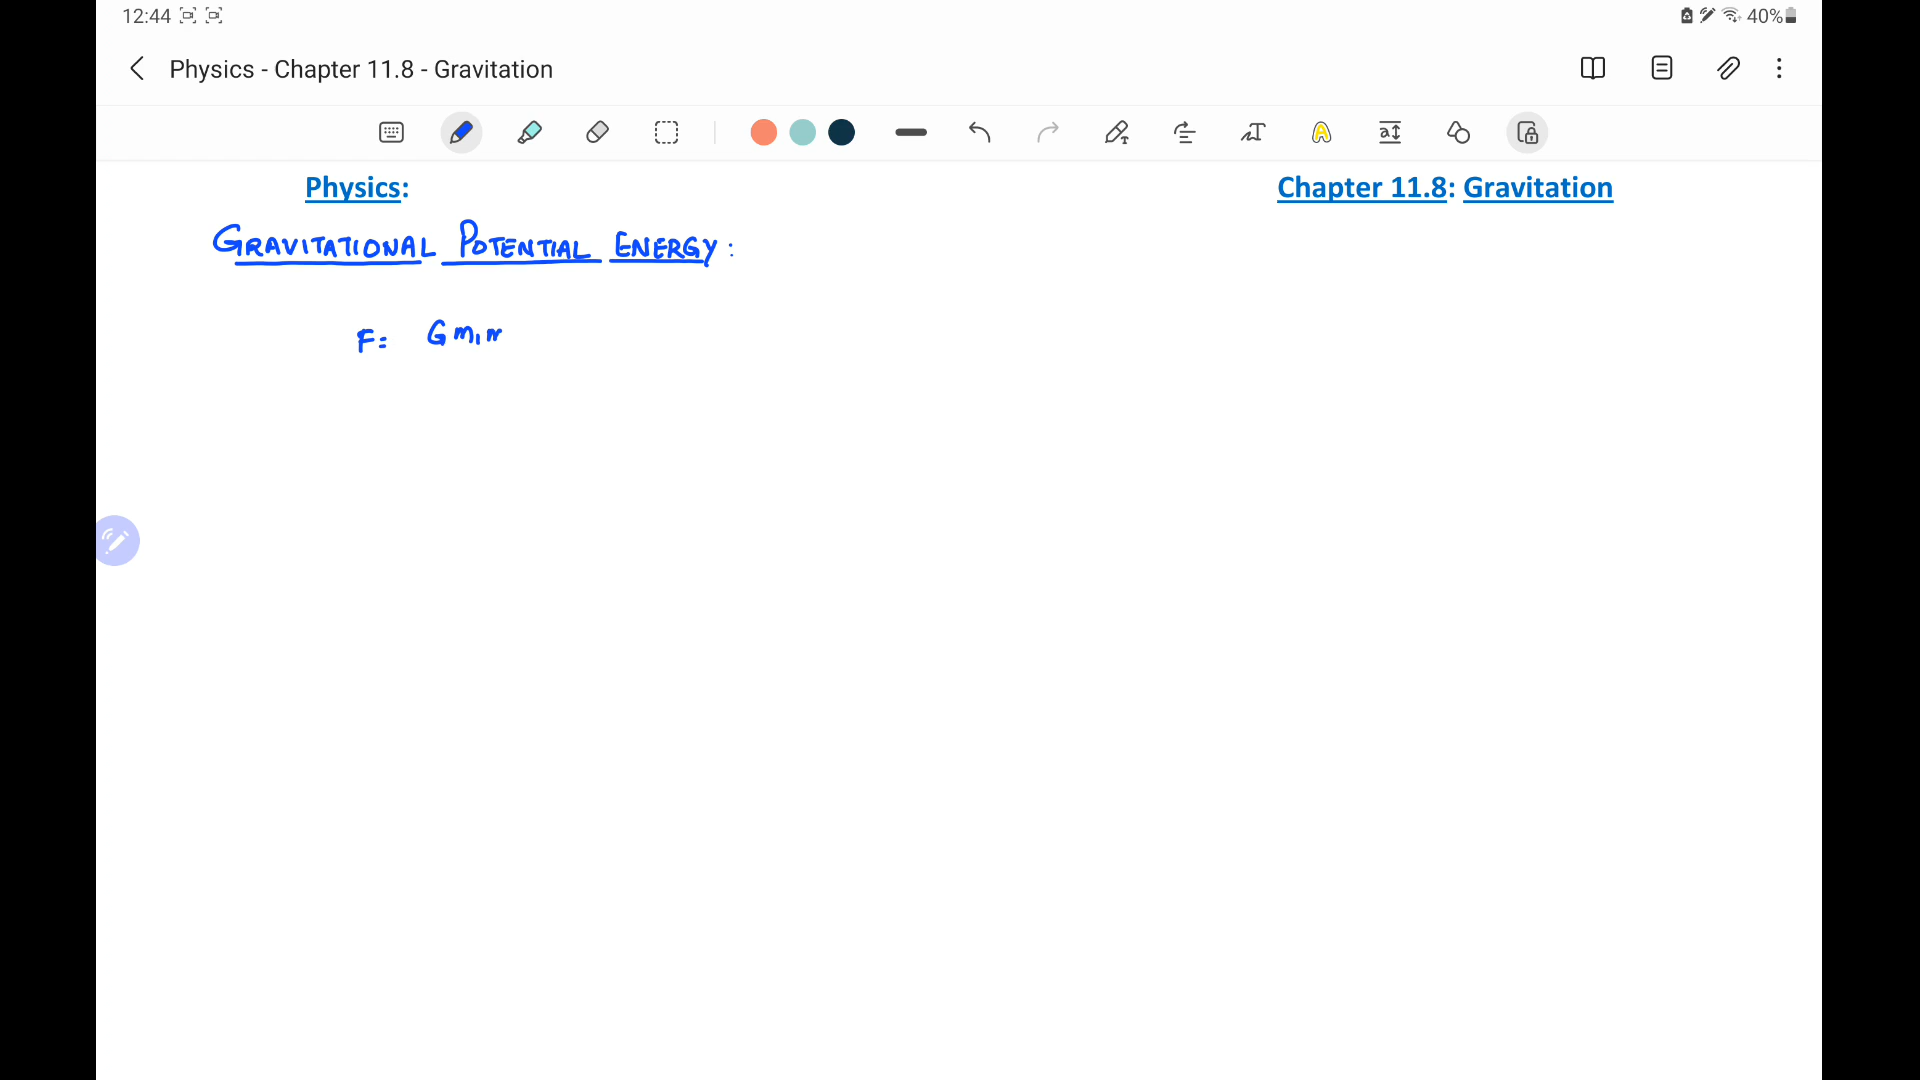 12:44 40%
Physics - Chapter 11.8 - Gravitation
Physics: Chapter 11.8: Gravitation
GRAVITATIONAL POTENTIAL ENERGY:
F= Gm₁m